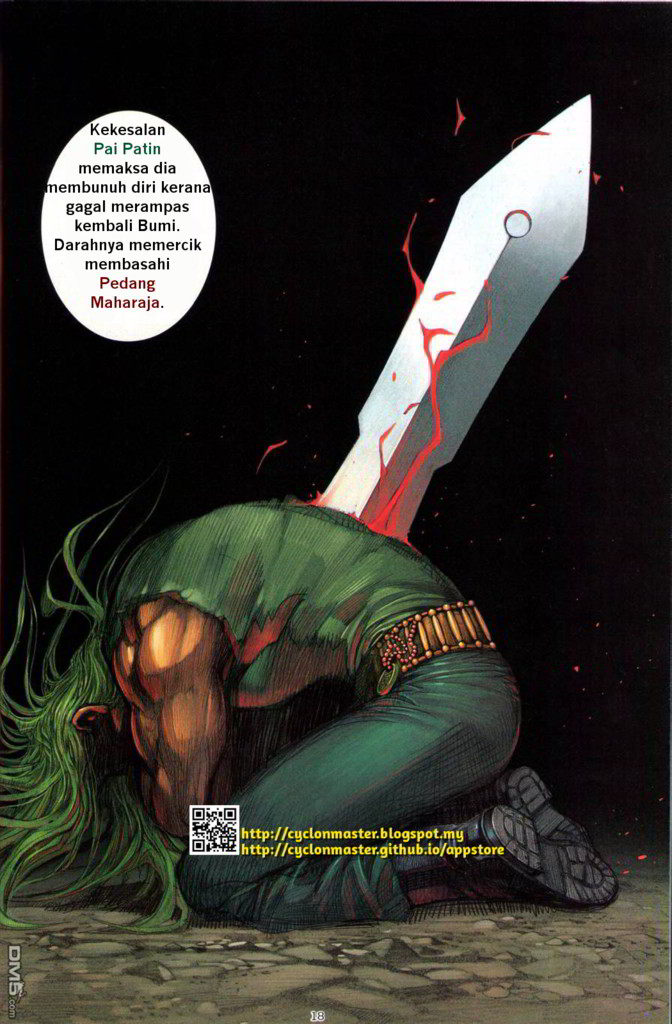 Kekesalan
Pai Patin
memaksa dia
membunuh diri kerana
gagal merampas
kembali Bumi.
Darahnya memercik
membasahi
Pedang
Maharaja.
http://cyclonmaster.blogspot.my
http://cyclonmaster.github.io/appstore
DM5.com
18